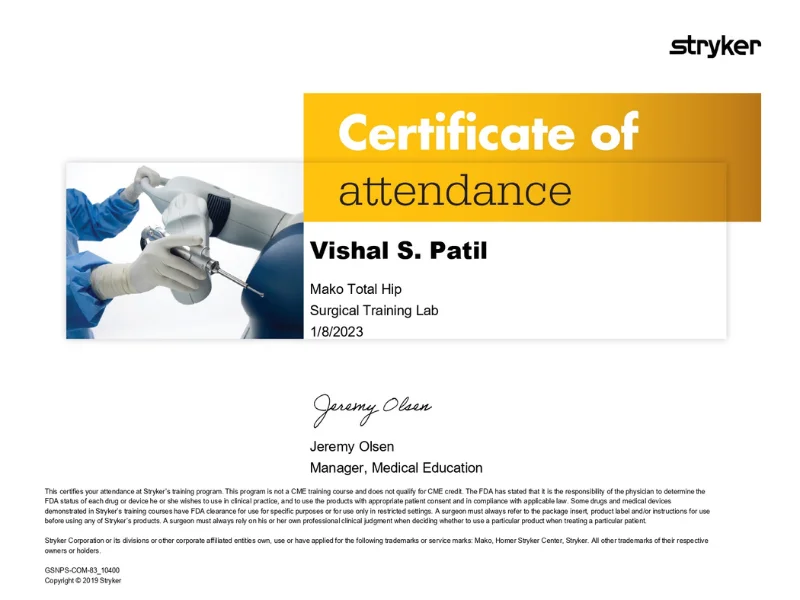 stryker
Certificate of
attendance
Vishal S. Patil
Mako Total Hip
Surgical Training Lab
1/8/2023
Jeremy Olsen
Jeremy Olsen
Manager, Medical Education
This certifies your attendance at Stryker's training program. This program is not a CME training course and does not qualify for CME credit. The FDA has stated that it is the responsibility of the physician to determine the
FDA status of each drug or device he or she wishes to use in clinical practice, and to use the products with appropriate patient consent and in compliance with applicable law. Some drugs and medical devices
demonstrated in Stryker's training courses have FDA clearance for use for specific purposes or for use only in restricted settings. A surgeon must always refer to the package insert, product label and/or instructions for use
before using any of Stryker's products. A surgeon must always rely on his or her own professional clinical judgment when deciding whether to use a particular product when treating a particular patient.
Stryker Corporation or its divisions or other corporate affiliated entities own, use or have applied for the following trademarks or service marks: Mako, Homer Stryker Center, Stryker. All other trademarks of their respective
owners or holders.
GSNPS-COM-83_10400
Copyright © 2019 Stryker